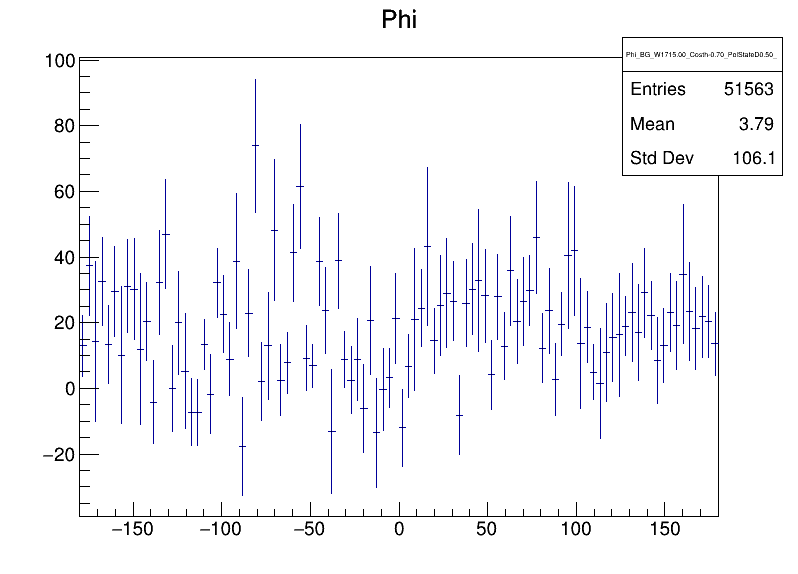 Phi
Phi_BG_W1715.00_Costh-0.70_PolStateD0.50_
Entries 51563
Mean 3.79
Std Dev 106.1
100
80
60
40
20
0
−20
−150 −100 −50 0 50 100 150